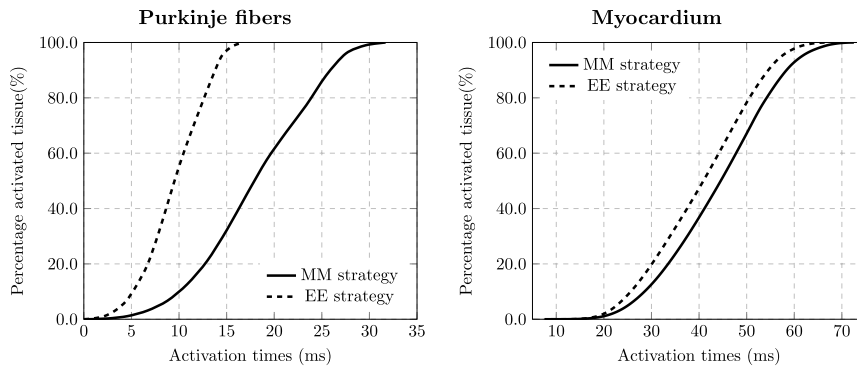 Purkinje fibers
Percentage activated tissue(%)
100.0
80.0
60.0
40.0
20.0
0.0
MM strategy
EE strategy
0 5 10 15 20 25 30 35
Activation times (ms)
Myocardium
Percentage activated tissue(%)
100.0
80.0
60.0
40.0
20.0
0.0
MM strategy
EE strategy
10 20 30 40 50 60 70
Activation times (ms)